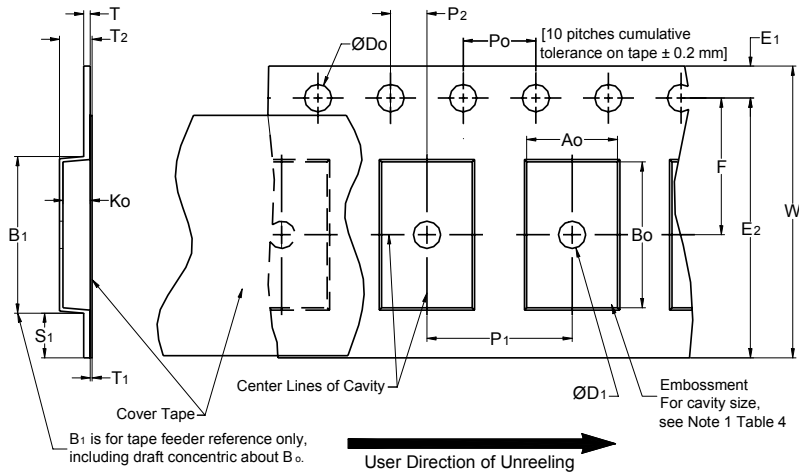 T
T2
ØDo
P2
Po
[10 pitches cumulative
tolerance on tape ± 0.2 mm]
E1
Ao
F
W
Ko
B1
Bo
E2
S1
P1
T1
Center Lines of Cavity
ØD1
Embossment
For cavity size,
see Note 1 Table 4
Cover Tape
B1 is for tape feeder reference only,
including draft concentric about Bo.
User Direction of Unreeling